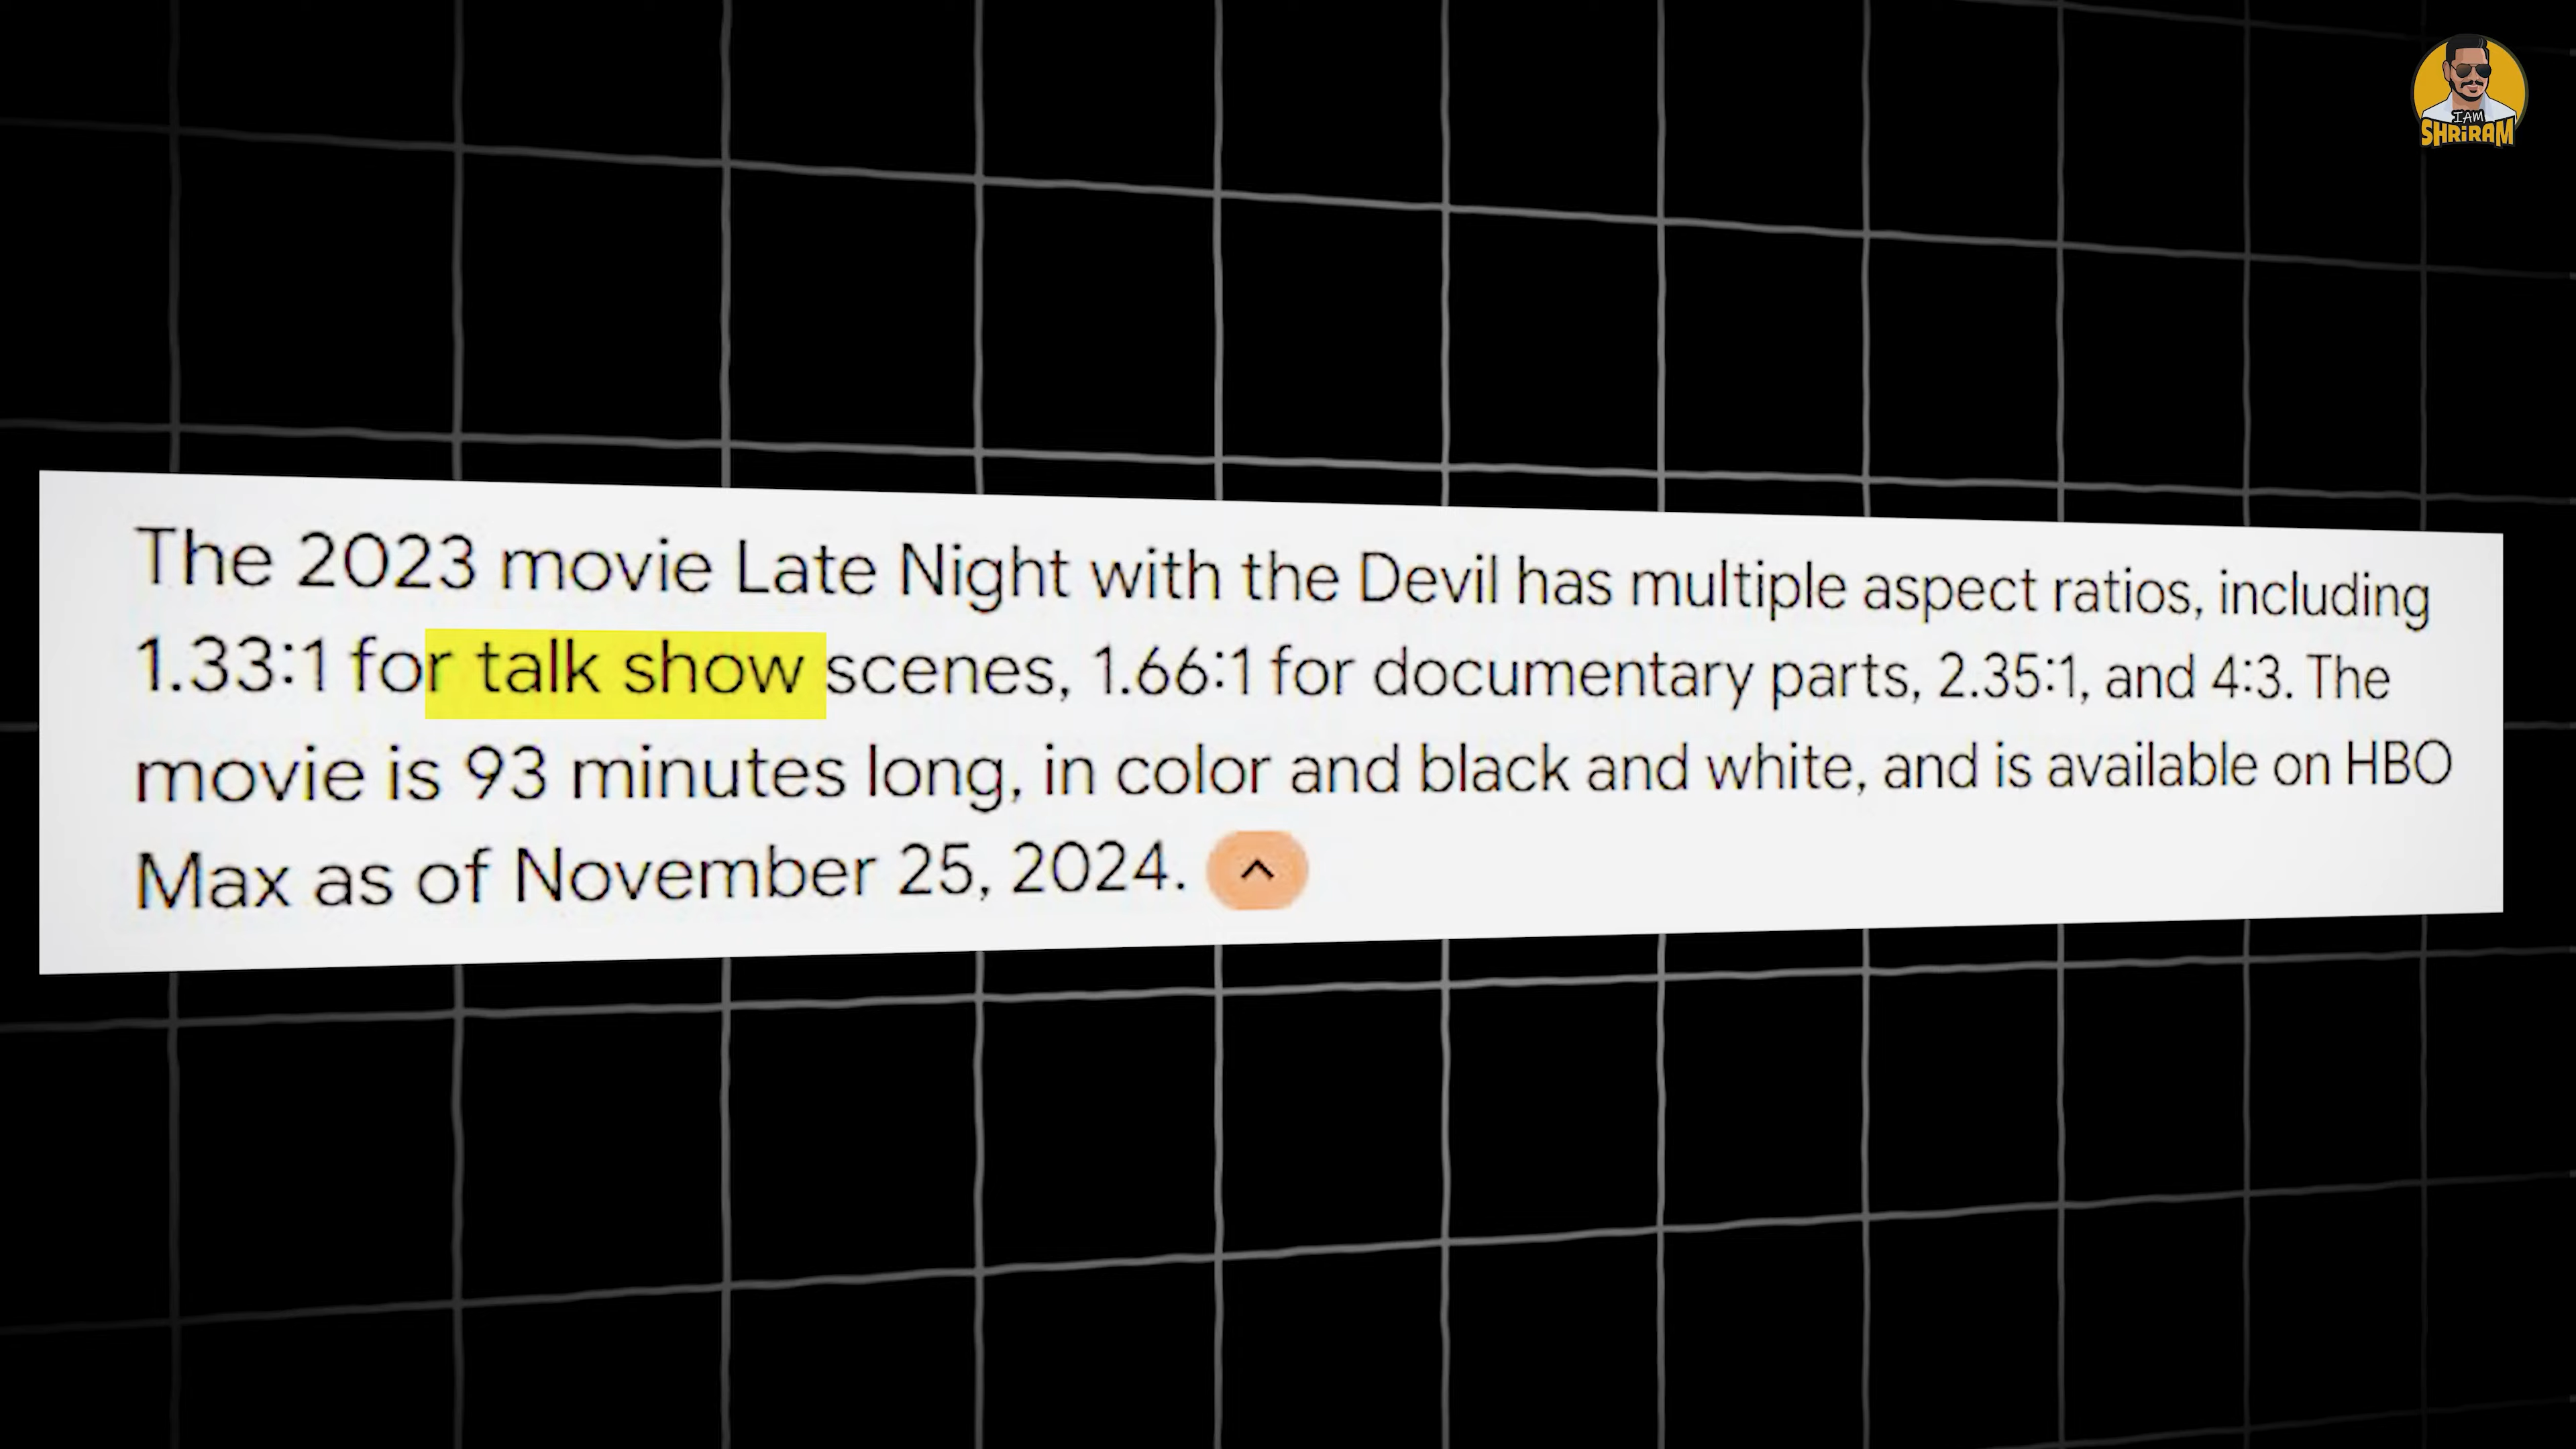 I AM
SHRiRAM
The 2023 movie Late Night with the Devil has multiple aspect ratios, including
1.33:1 for talk show scenes, 1.66:1 for documentary parts, 2.35:1, and 4:3. The
movie is 93 minutes long, in color and black and white, and is available on HBO
Max as of November 25, 2024.